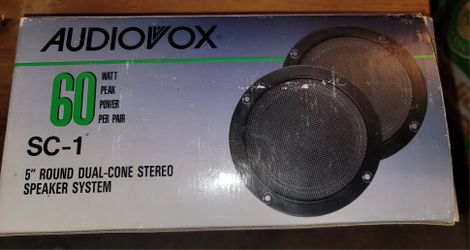 AUDIOVOX
60 WATT
PEAK
POWER
PER PAIR
SC-1
5" ROUND DUAL-CONE STEREO
SPEAKER SYSTEM